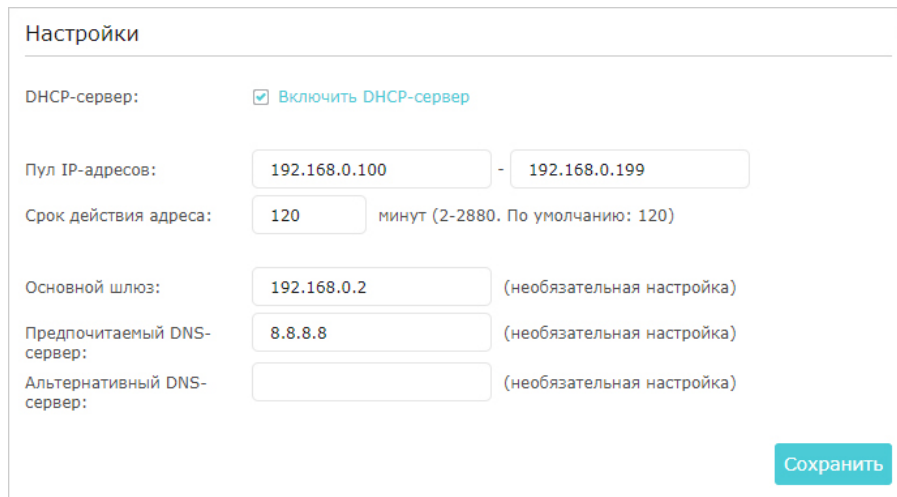 Настройки
DHCP-сервер: Включить DHCP-сервер
Пул IP-адресов: 192.168.0.100 - 192.168.0.199
Срок действия адреса: 120 минут (2-2880. По умолчанию: 120)
Основной шлюз: 192.168.0.2 (необязательная настройка)
Предпочитаемый DNS- 8.8.8.8 (необязательная настройка)
сервер:
Альтернативный DNS- (необязательная настройка)
сервер:
Сохранить